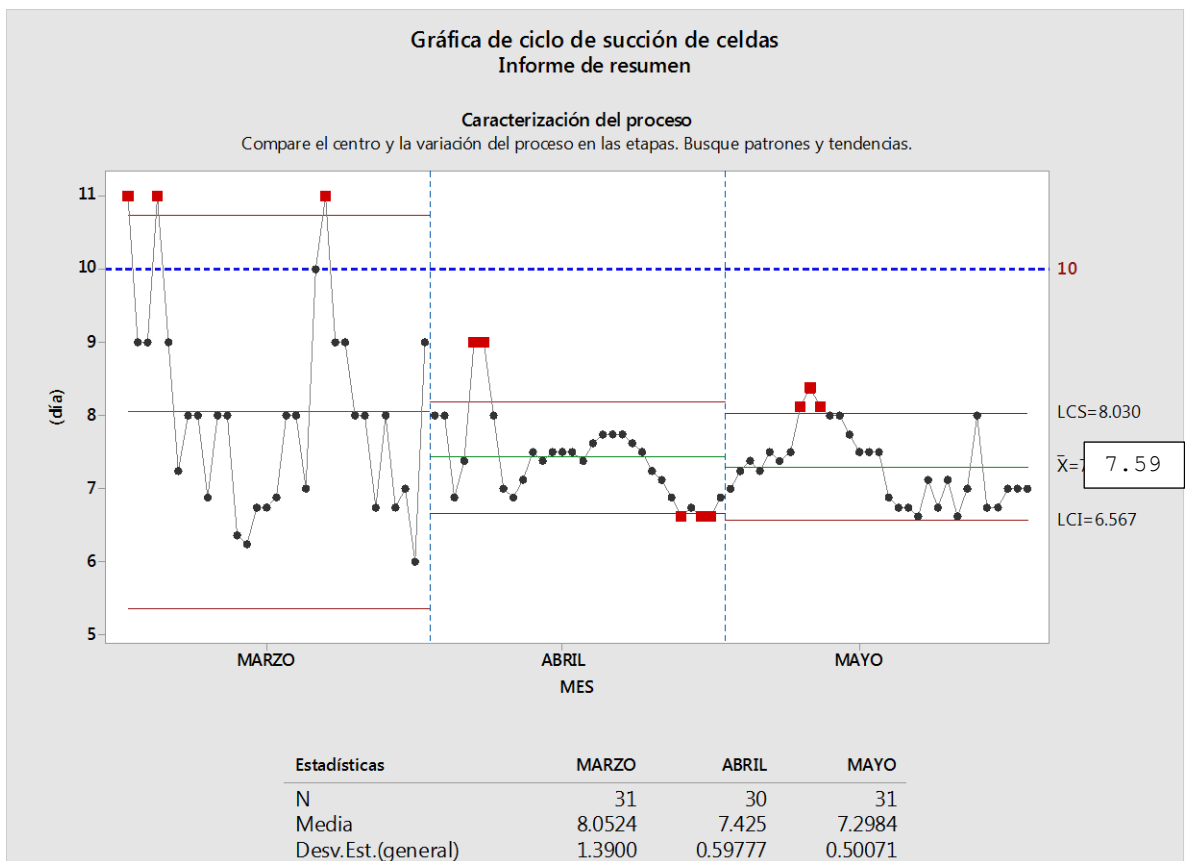 Gráfica de ciclo de succión de celdas
Informe de resumen
Caracterización del proceso
Compare el centro y la variación del proceso en las etapas. Busque patrones y tendencias.
11
10
9
8
7
6
5
(día)
10
LCS=8.030
X̄=7
7.59
LCI=6.567
MARZO ABRIL MAYO
MES
Estadísticas MARZO ABRIL MAYO
N 31 30 31
Media 8.0524 7.425 7.2984
Desv.Est.(general) 1.3900 0.59777 0.50071